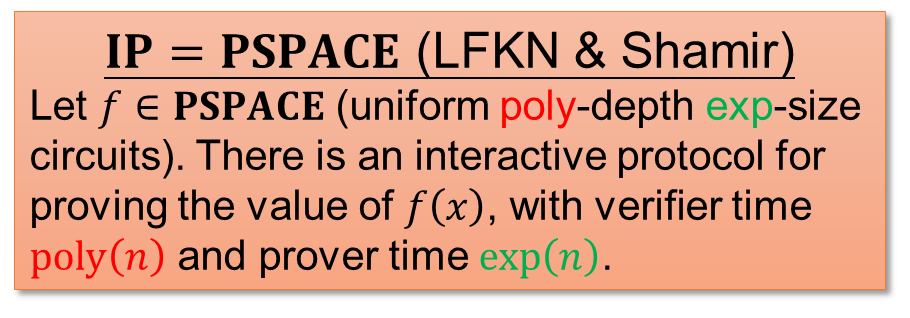 IP = PSPACE (LFKN & Shamir)
Let f ∈ PSPACE (uniform poly-depth exp-size
circuits). There is an interactive protocol for
proving the value of f(x), with verifier time
poly(n) and prover time exp(n).